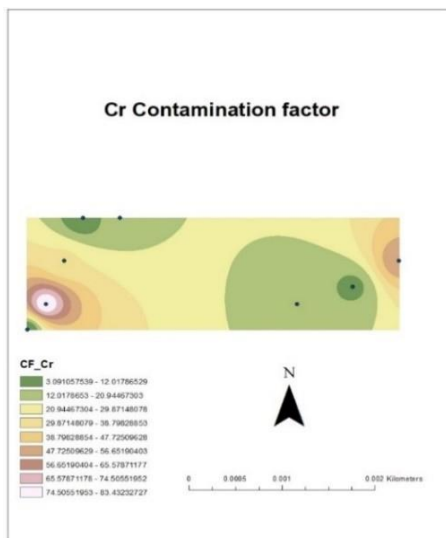 Cr Contamination factor
CF_Cr
3.091057539 - 12.01786529
12.0178653 - 20.94467303
20.94467304 - 29.87148078
29.87148079 - 38.79828853
38.79828854 - 47.72509628
47.72509629 - 56.65190403
56.65190404 - 65.57871177
65.57871178 - 74.50551952
74.50551953 - 83.43232727
N
0 0.0005 0.001 0.002 Kilometers